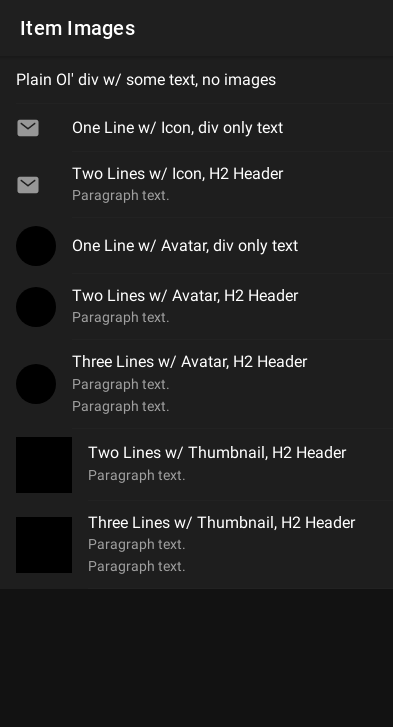 Item Images
Plain Ol' div w/ some text, no images
One Line w/ Icon, div only text
Two Lines w/ Icon, H2 Header
Paragraph text.
One Line w/ Avatar, div only text
Two Lines w/ Avatar, H2 Header
Paragraph text.
Three Lines w/ Avatar, H2 Header
Paragraph text.
Paragraph text.
Two Lines w/ Thumbnail, H2 Header
Paragraph text.
Three Lines w/ Thumbnail, H2 Header
Paragraph text.
Paragraph text.